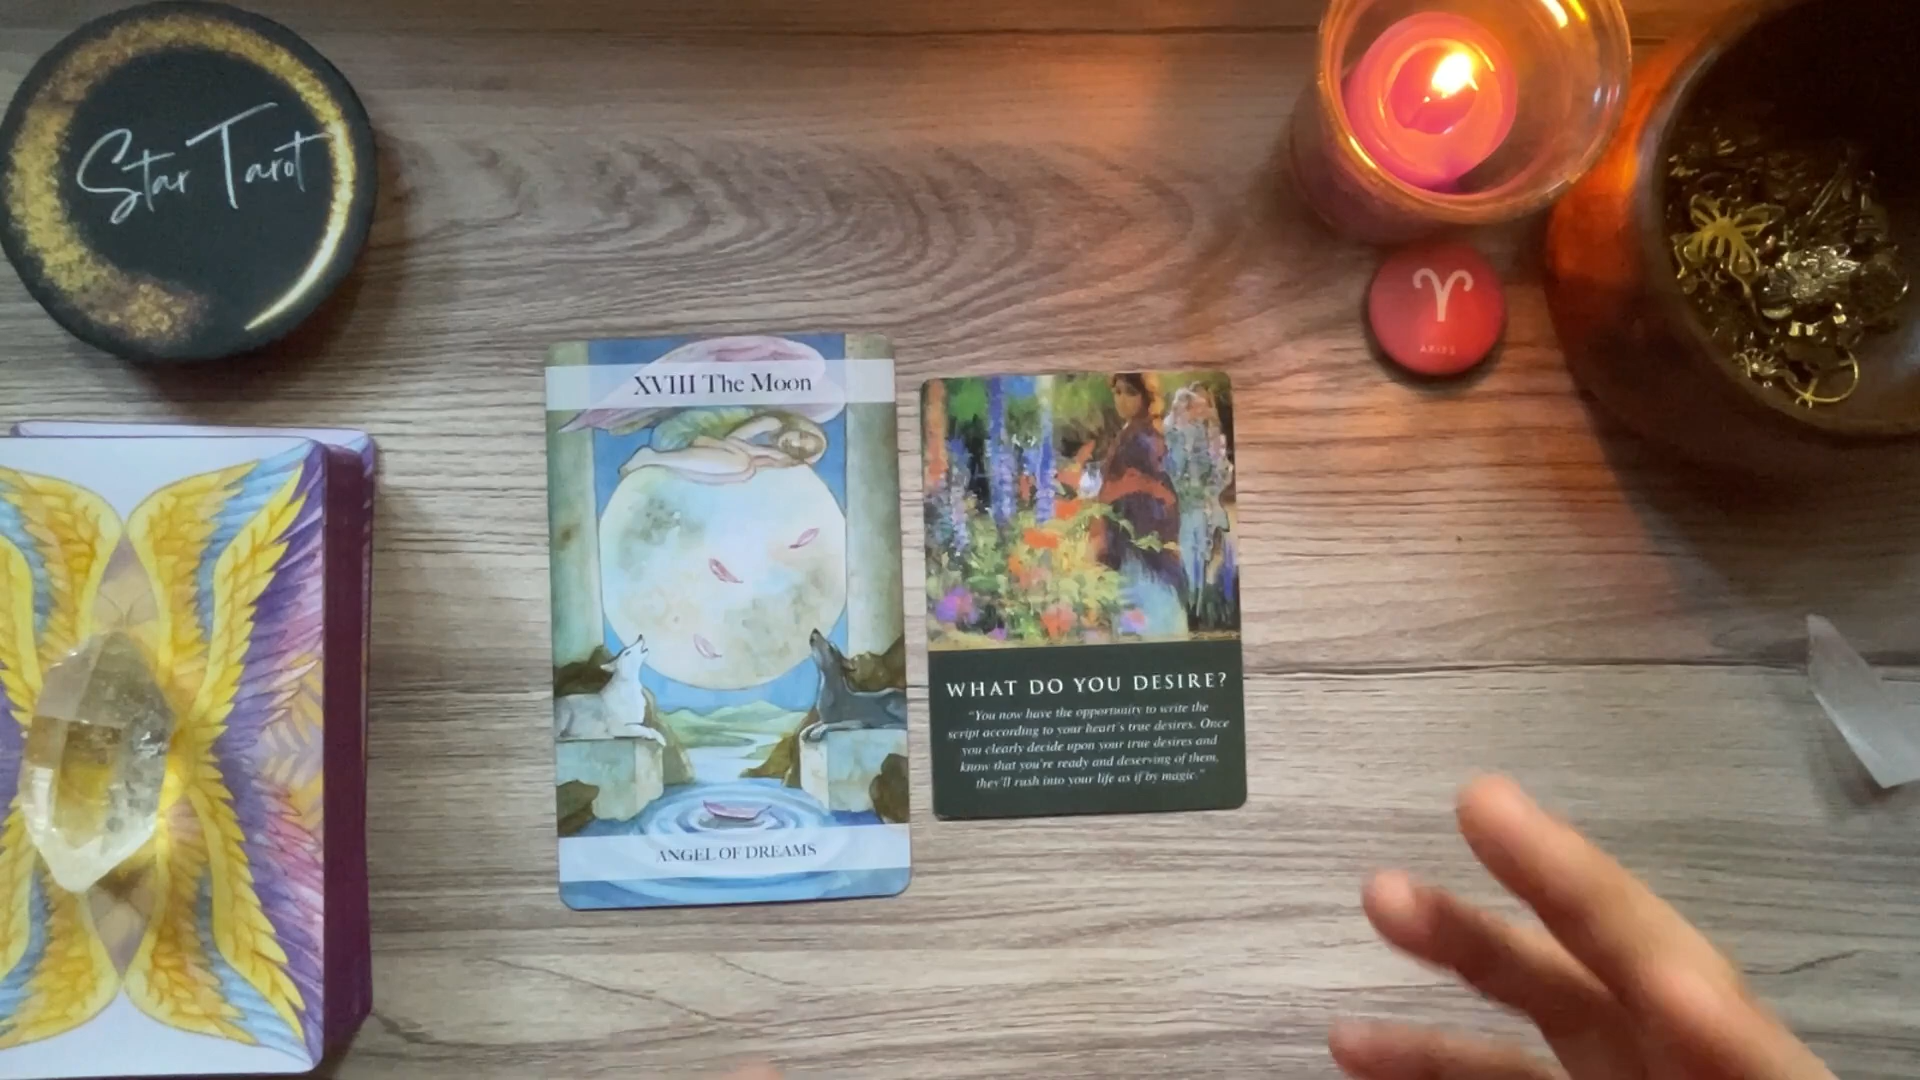 Star Tarot
XVIII The Moon
ANGEL OF DREAMS
WHAT DO YOU DESIRE?
"You now have the opportunity to write the
script according to your heart's true desires. Once
you clearly decide upon your true desires and
know that you're ready and deserving of them,
they'll rush into your life as if by magic."
ARIES